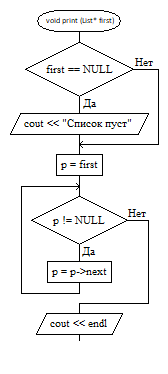 void print (List* first)
first == NULL
Нет
Да
cout << "Список пуст"
p = first
p != NULL
Нет
Да
p = p->next
cout << endl